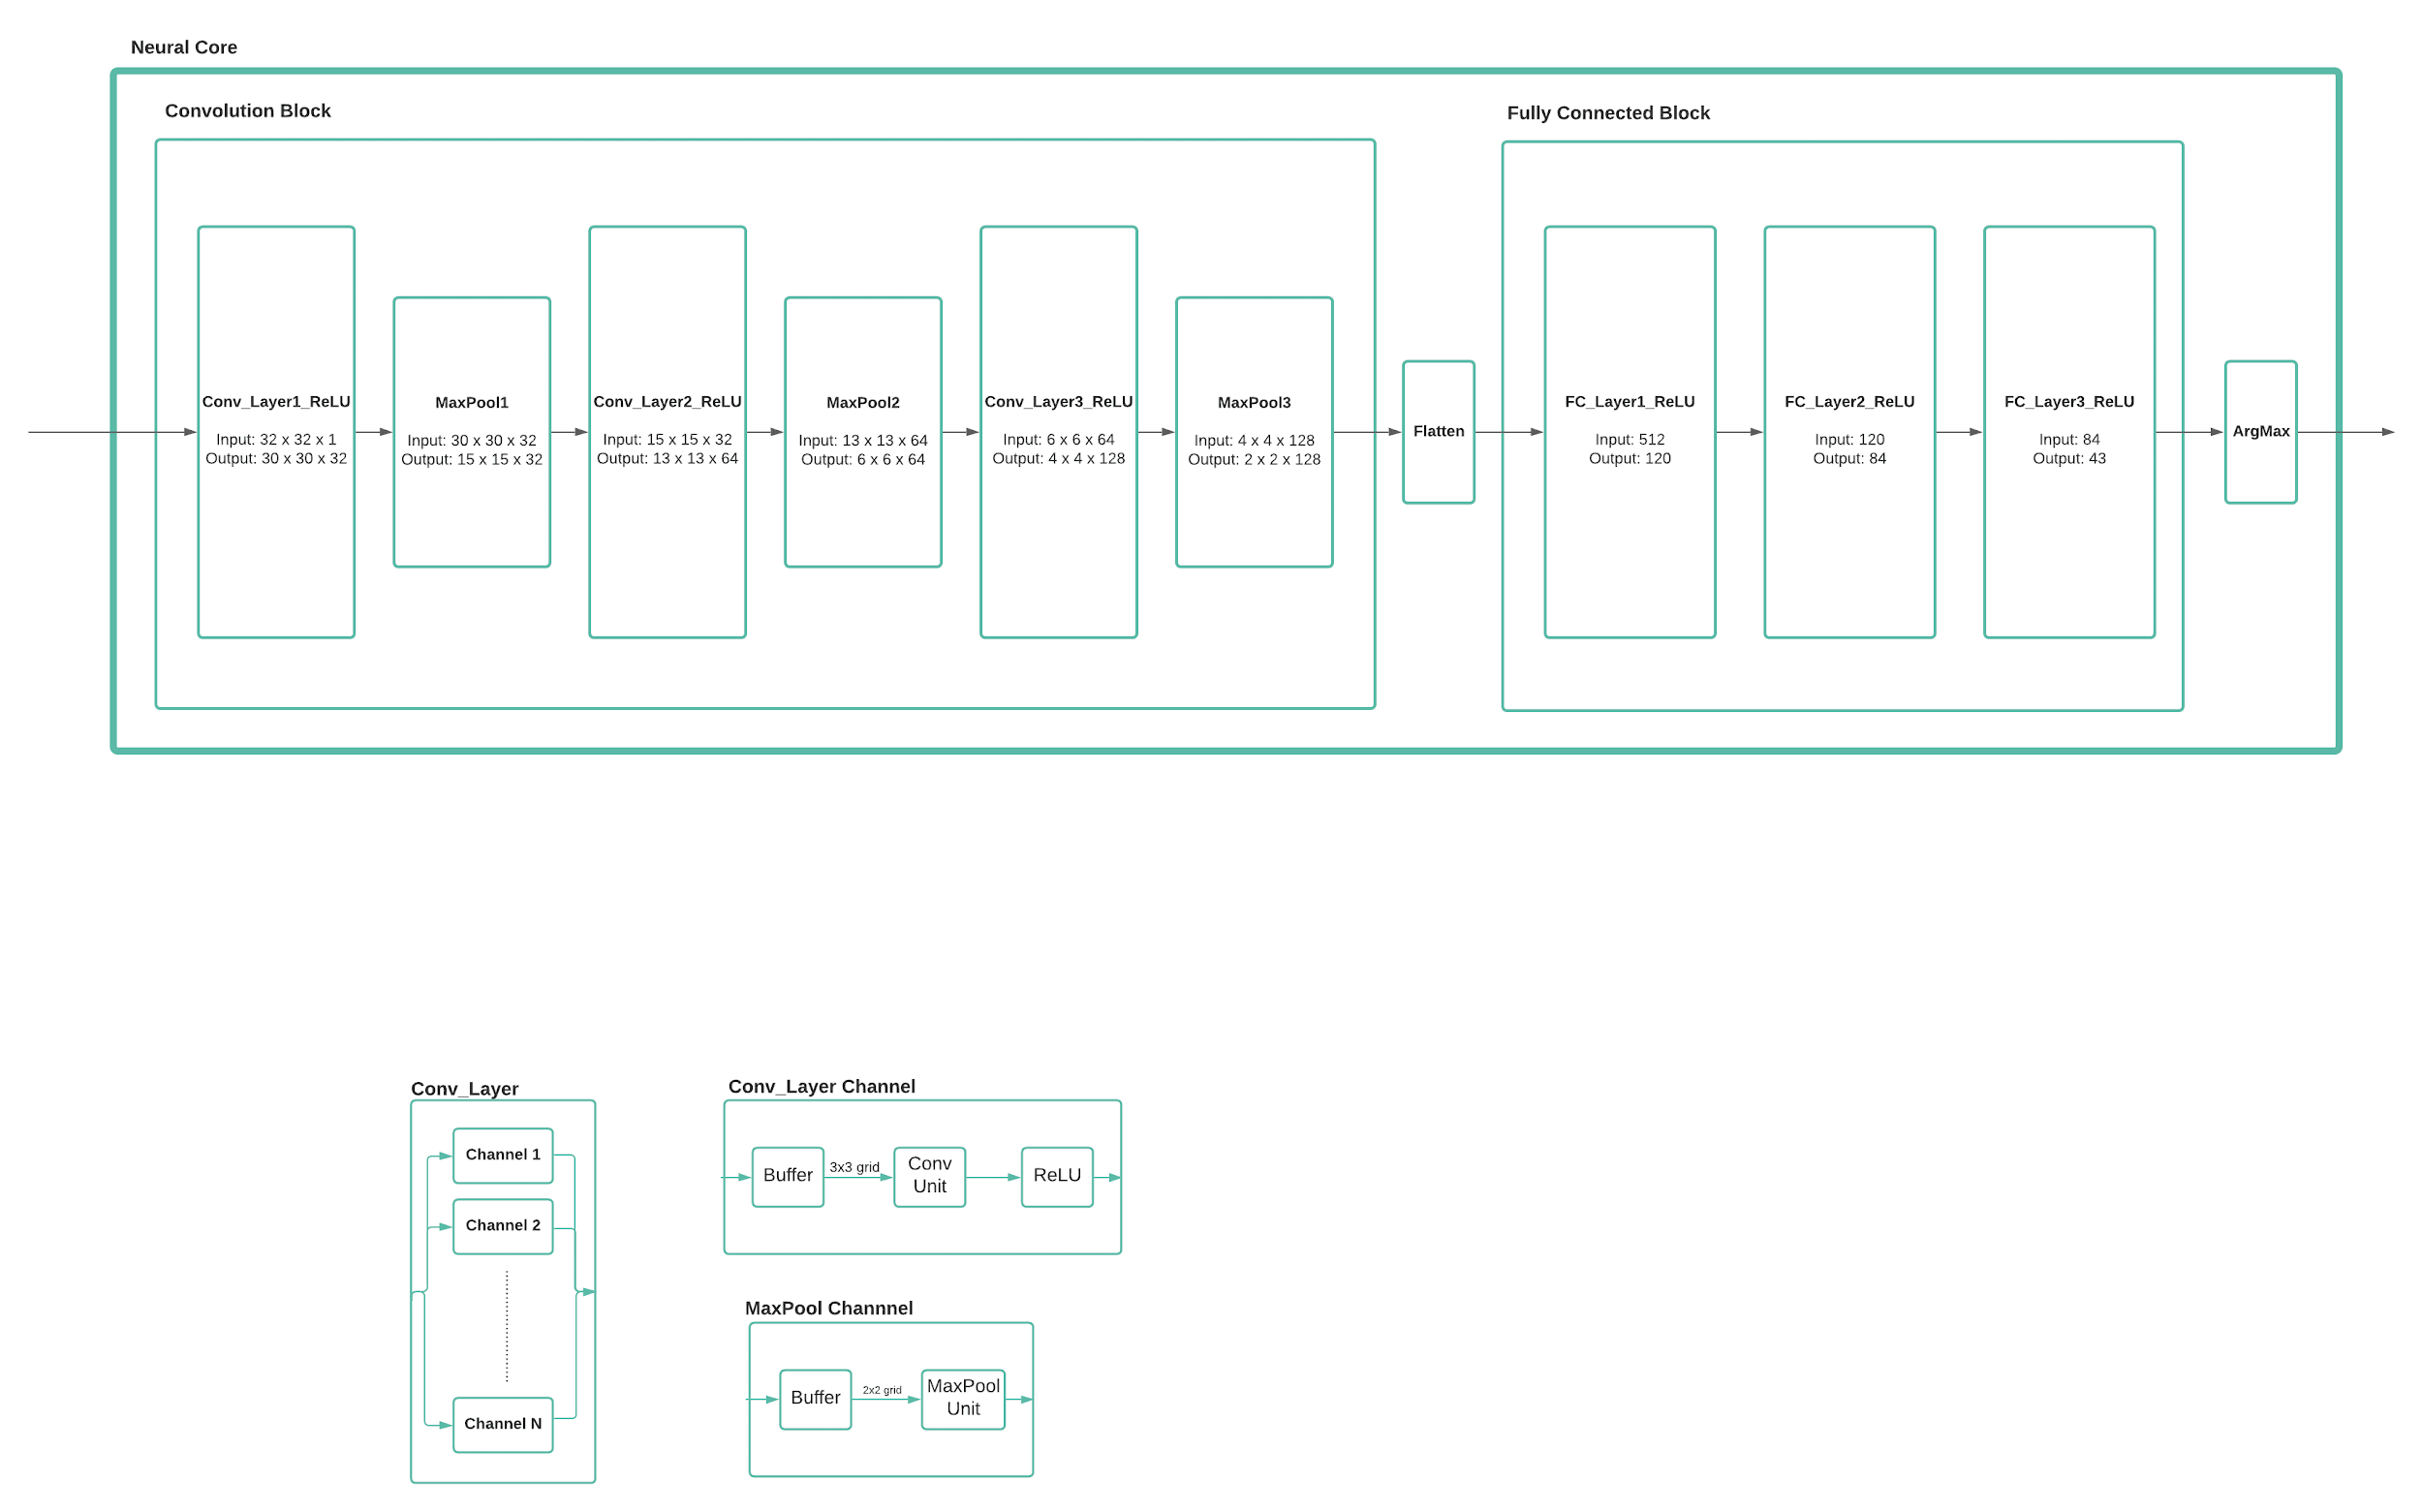 Neural Core
Convolution Block
Fully Connected Block
Conv_Layer1_ReLU
Input: 32 x 32 x 1
Output: 30 x 30 x 32
MaxPool1
Input: 30 x 30 x 32
Output: 15 x 15 x 32
Conv_Layer2_ReLU
Input: 15 x 15 x 32
Output: 13 x 13 x 64
MaxPool2
Input: 13 x 13 x 64
Output: 6 x 6 x 64
Conv_Layer3_ReLU
Input: 6 x 6 x 64
Output: 4 x 4 x 128
MaxPool3
Input: 4 x 4 x 128
Output: 2 x 2 x 128
Flatten
FC_Layer1_ReLU
Input: 512
Output: 120
FC_Layer2_ReLU
Input: 120
Output: 84
FC_Layer3_ReLU
Input: 84
Output: 43
ArgMax
Conv_Layer
Channel 1
Channel 2
Channel N
Conv_Layer Channel
Buffer
3x3 grid
Conv
Unit
ReLU
MaxPool Channnel
Buffer
2x2 grid
MaxPool
Unit